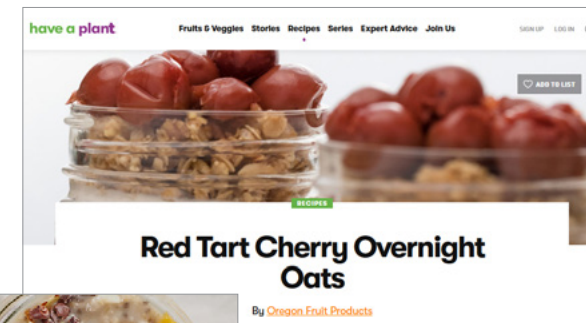 have a plant
Fruits & Veggies Stories Recipes Series Expert Advice Join Us
SIGN UP LOG IN
ADD TO LIST
RECIPES
Red Tart Cherry Overnight
Oats
By Oregon Fruit Products